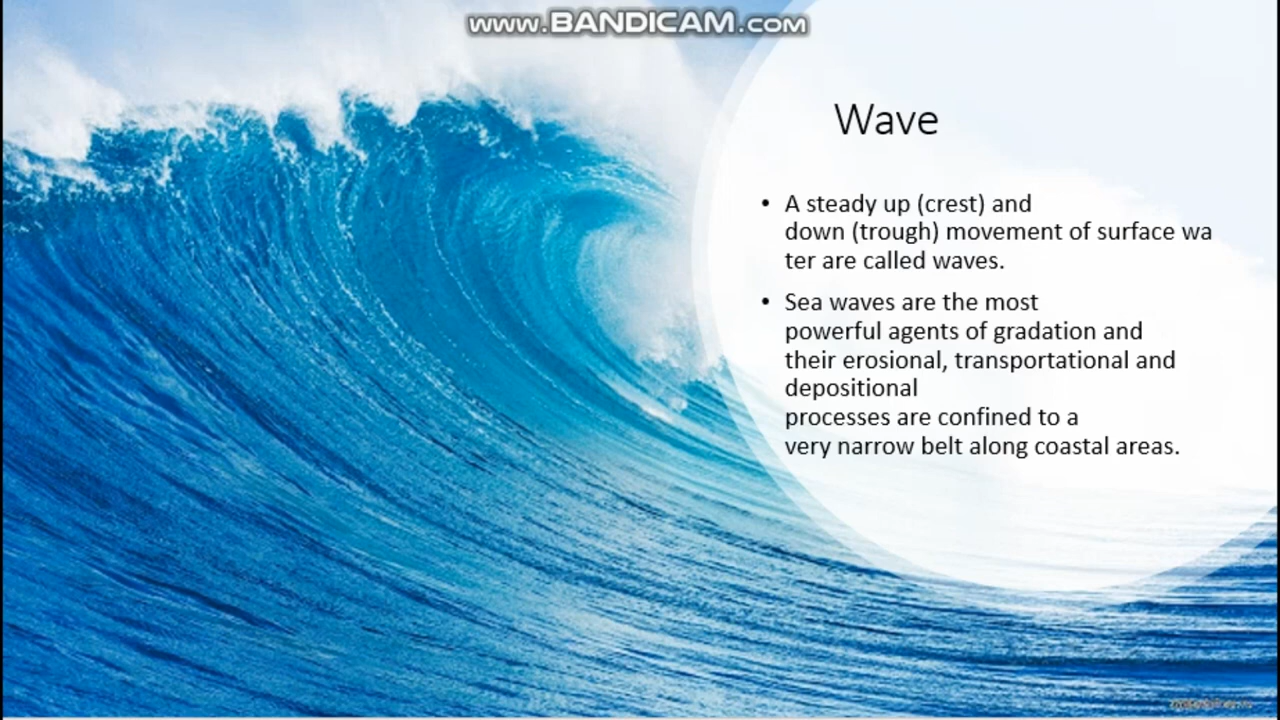 www.BANDICAM.com
Wave
• A steady up (crest) and
down (trough) movement of surface wa
ter are called waves.
• Sea waves are the most
powerful agents of gradation and
their erosional, transportational and
depositional
processes are confined to a
very narrow belt along coastal areas.